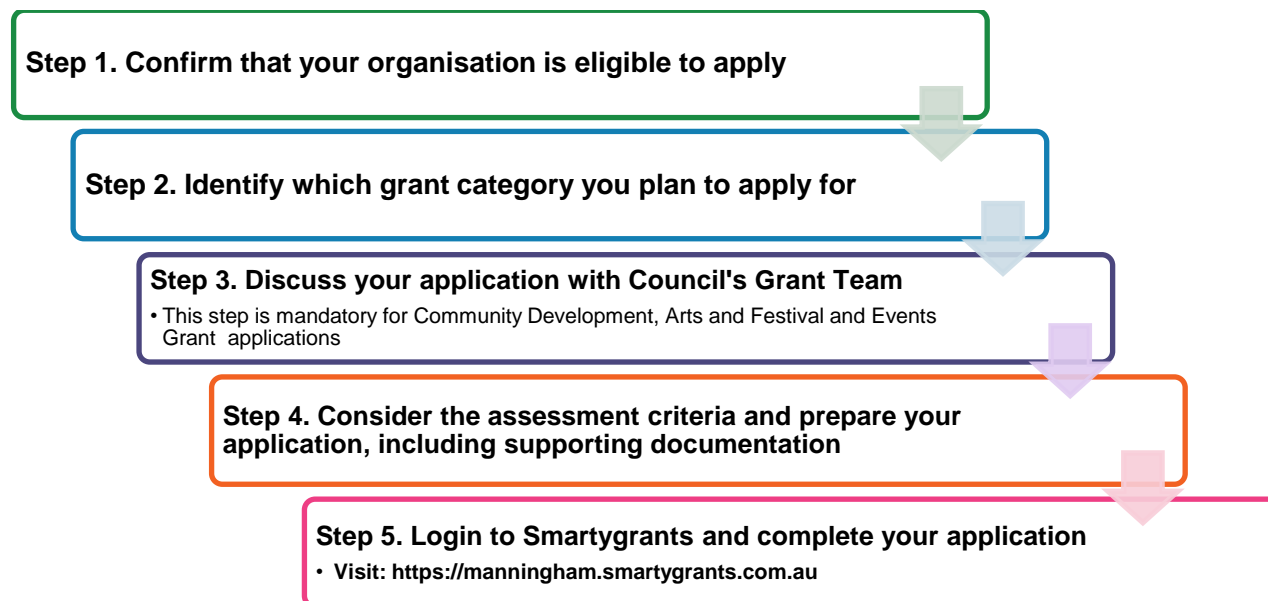 Step 1. Confirm that your organisation is eligible to apply
Step 2. Identify which grant category you plan to apply for
Step 3. Discuss your application with Council's Grant Team
• This step is mandatory for Community Development, Arts and Festival and Events
Grant applications
Step 4. Consider the assessment criteria and prepare your
application, including supporting documentation
Step 5. Login to Smartygrants and complete your application
• Visit: https://manningham.smartygrants.com.au